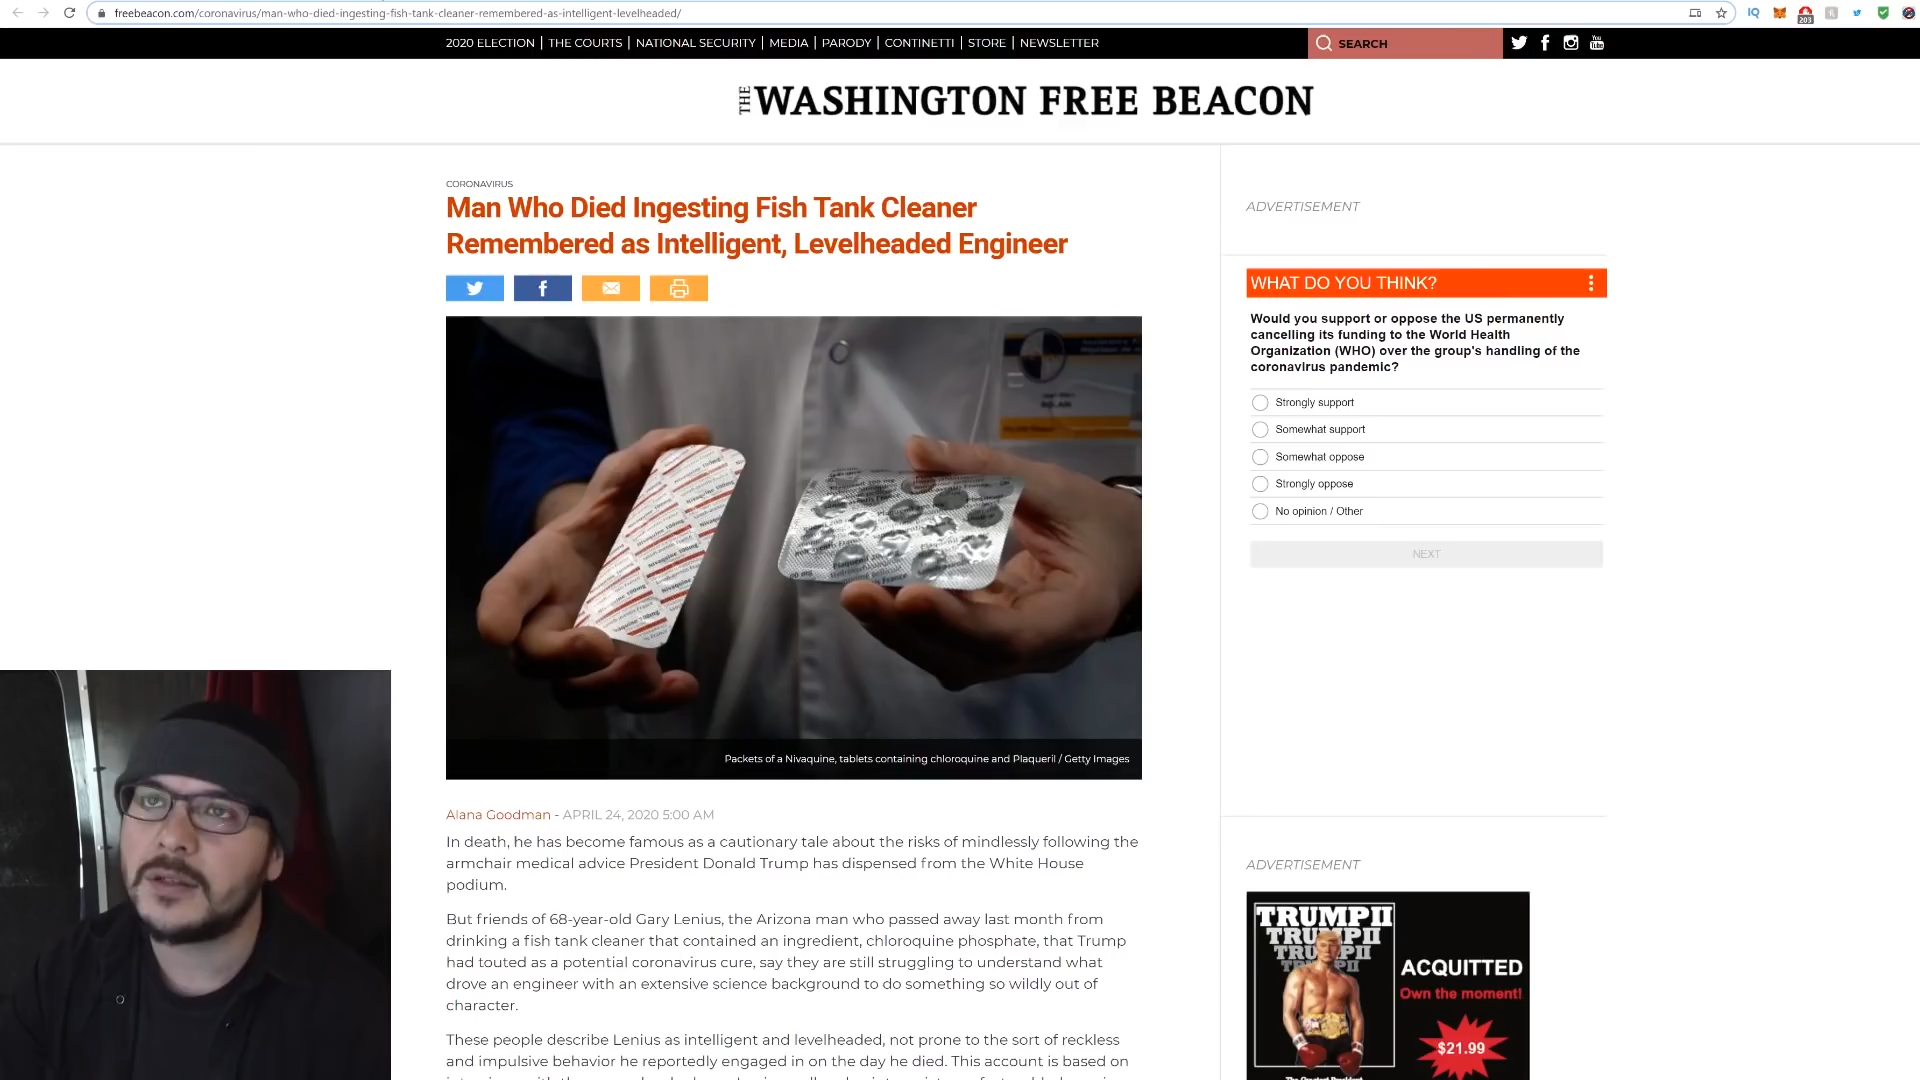 freebeacon.com/coronavirus/man-who-died-ingesting-fish-tank-cleaner-remembered-as-intelligent-levelheaded/
IQ
203
2020 ELECTION | THE COURTS | NATIONAL SECURITY | MEDIA | PARODY | CONTINETTI | STORE | NEWSLETTER
SEARCH
You Tube
THE WASHINGTON FREE BEACON
CORONAVIRUS
Man Who Died Ingesting Fish Tank Cleaner
Remembered as Intelligent, Levelheaded Engineer
Nivaquine 100mg
Packets of a Nivaquine, tablets containing chloroquine and Plaqueril / Getty Images
Alana Goodman - APRIL 24, 2020 5:00 AM
In death, he has become famous as a cautionary tale about the risks of mindlessly following the
armchair medical advice President Donald Trump has dispensed from the White House
podium.
But friends of 68-year-old Gary Lenius, the Arizona man who passed away last month from
drinking a fish tank cleaner that contained an ingredient, chloroquine phosphate, that Trump
had touted as a potential coronavirus cure, say they are still struggling to understand what
drove an engineer with an extensive science background to do something so wildly out of
character.
These people describe Lenius as intelligent and levelheaded, not prone to the sort of reckless
and impulsive behavior he reportedly engaged in on the day he died. This account is based on
ADVERTISEMENT
WHAT DO YOU THINK?
Would you support or oppose the US permanently
cancelling its funding to the World Health
Organization (WHO) over the group's handling of the
coronavirus pandemic?
Strongly support
Somewhat support
Somewhat oppose
Strongly oppose
No opinion / Other
NEXT
ADVERTISEMENT
TRUMP II
TRUMP II
TRUMP II
ACQUITTED
Own the moment!
$21.99